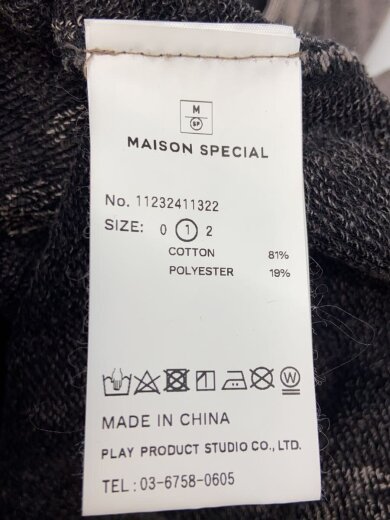 M
SP
MAISON SPECIAL
No. 11232411322
SIZE: 0 1 2
COTTON 81%
POLYESTER 19%
W
MADE IN CHINA
PLAY PRODUCT STUDIO CO., LTD.
TEL : 03-6758-0605